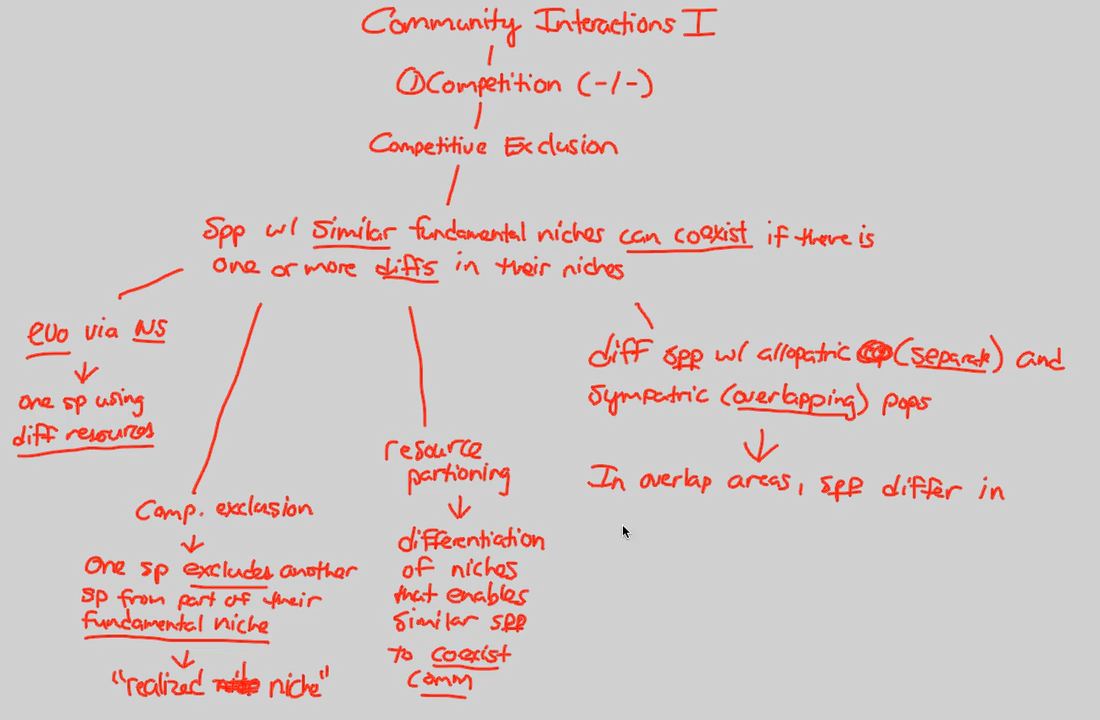 Community Interactions I
①Competition (-/-)
Competitive Exclusion
Spp w/ similar fundamental niches can coexist if there is
one or more diffs in their niches
evo via NS
one sp using
diff resources
Comp. exclusion
One sp excludes another
sp from part of their
fundamental niche
"realized niche"
resource
partioning
differentiation
of niches
that enables
similar spp
to coexist
comm
diff spp w/ allopatric (separate) and
sympatric (overlapping) pops
In overlap areas, spp differ in